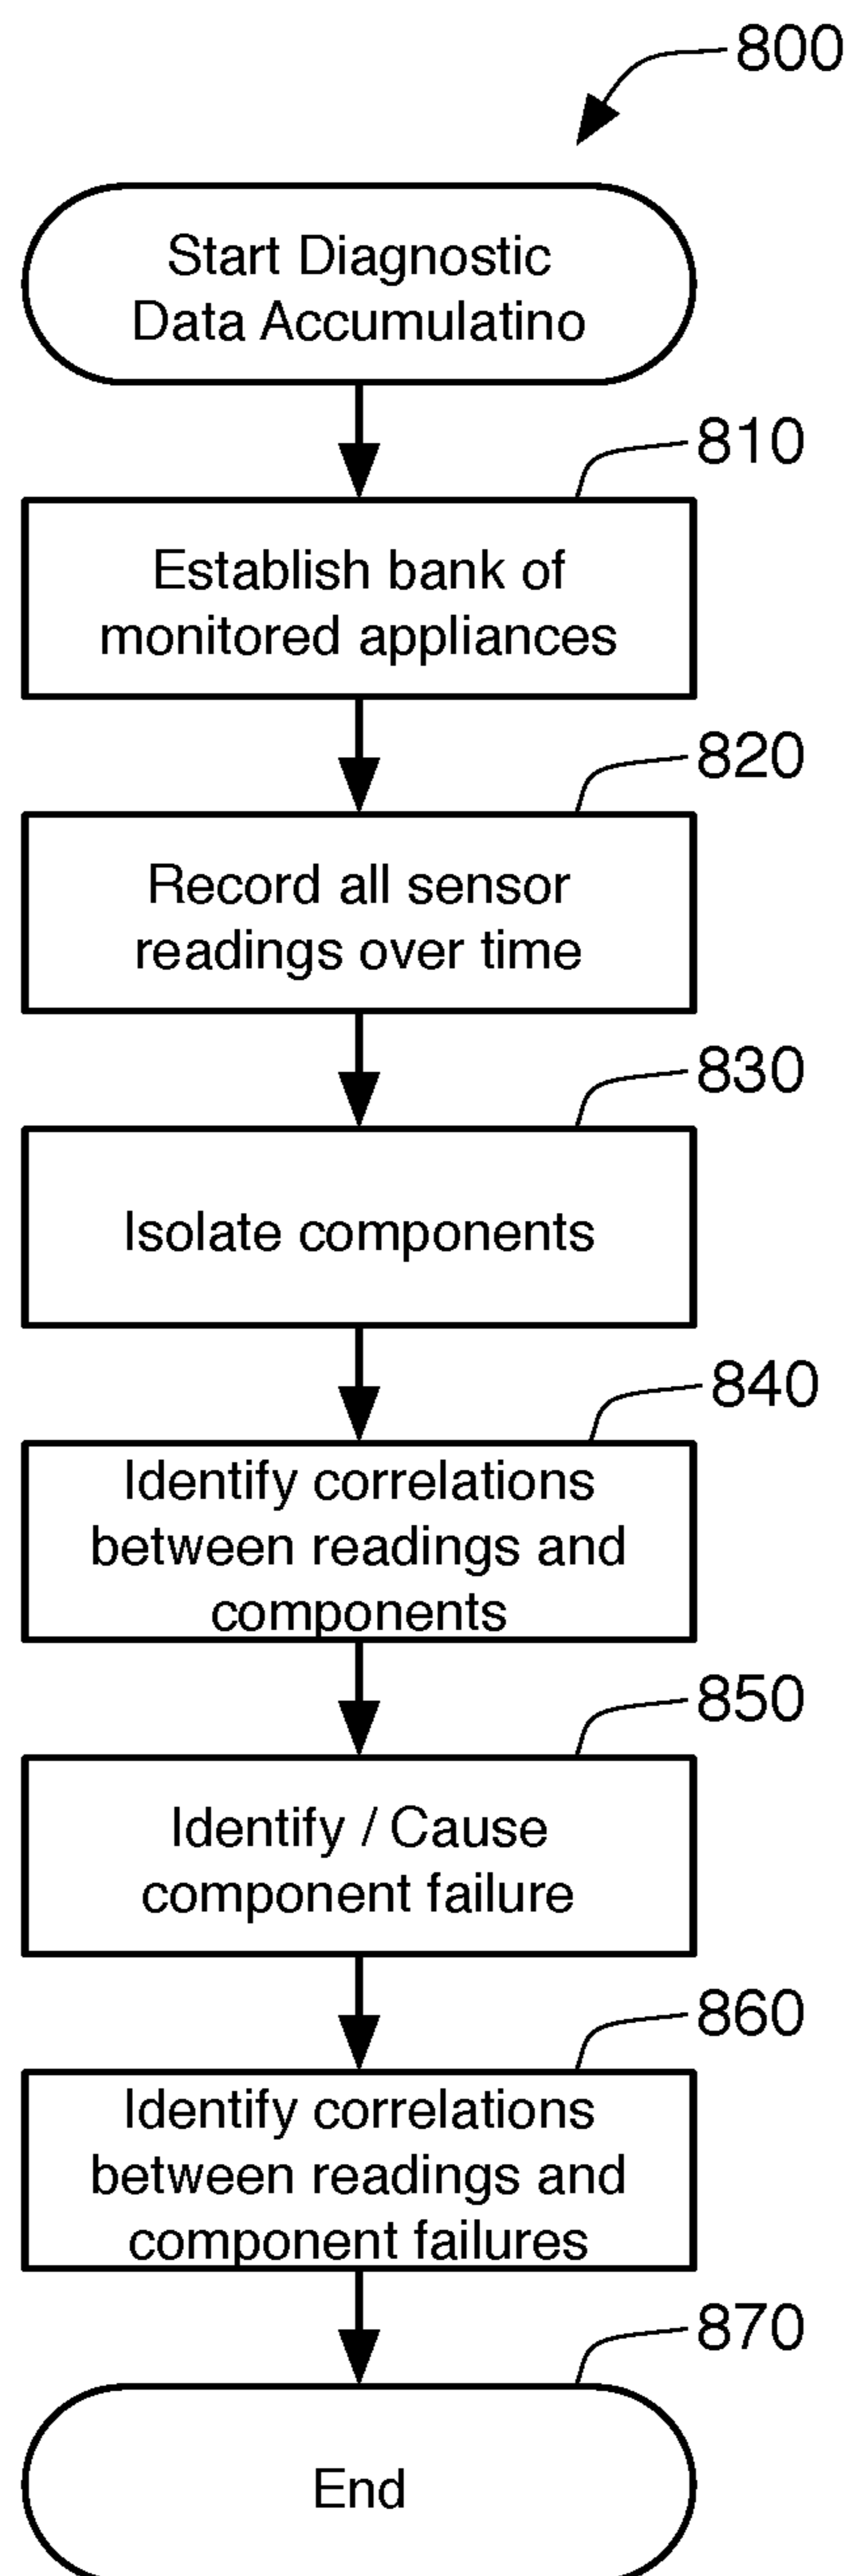 800
Start Diagnostic
Data Accumulatino
810
Establish bank of
monitored appliances
820
Record all sensor
readings over time
830
Isolate components
840
Identify correlations
between readings and
components
850
Identify / Cause
component failure
860
Identify correlations
between readings and
component failures
870
End